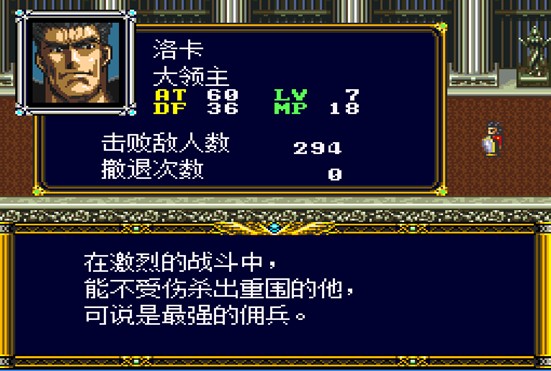 洛卡
大领主
AT 60 LV 7
DF 36 MP 18
击败敌人数 294
撤退次数 0
在激烈的战斗中，
能不受伤杀出重围的他，
可说是最强的佣兵。